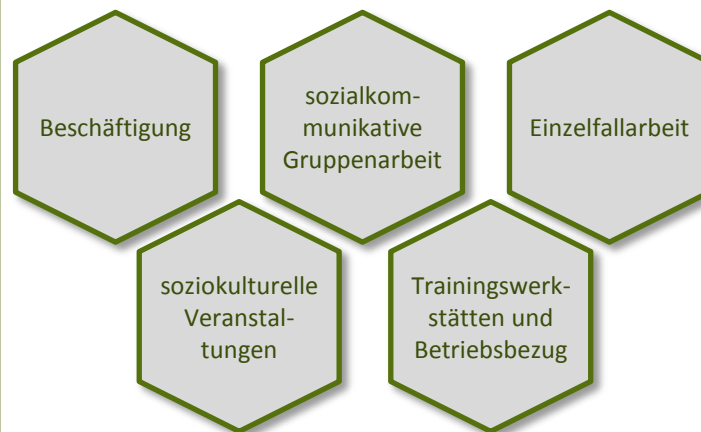 Beschäftigung
sozialkom-
munikative
Gruppenarbeit
Einzelfallarbeit
soziokulturelle
Veranstal-
tungen
Trainingswerk-
stätten und
Betriebsbezug